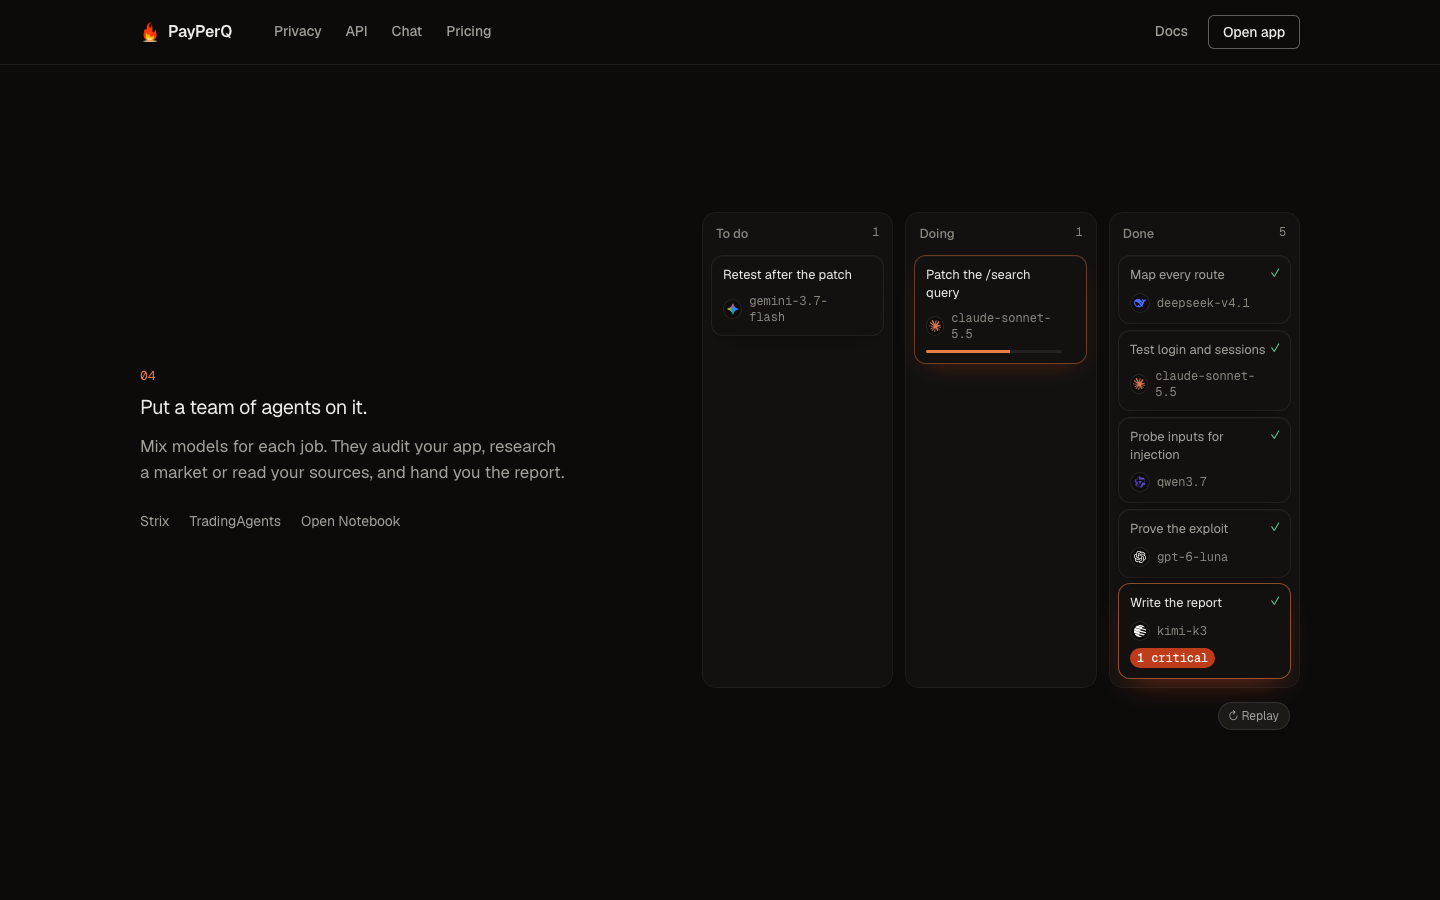 PayPerQ
Privacy
API
Chat
Pricing
Docs
Open app
04
Put a team of agents on it.
Mix models for each job. They audit your app, research
a market or read your sources, and hand you the report.
Strix
TradingAgents
Open Notebook
To do
1
Retest after the patch
gemini-3.7-
flash
Doing
1
Patch the /search
query
claude-sonnet-
5.5
Done
5
Map every route
deepseek-v4.1
Test login and sessions
claude-sonnet-
5.5
Probe inputs for
injection
qwen3.7
Prove the exploit
gpt-6-luna
Write the report
kimi-k3
1 critical
Replay